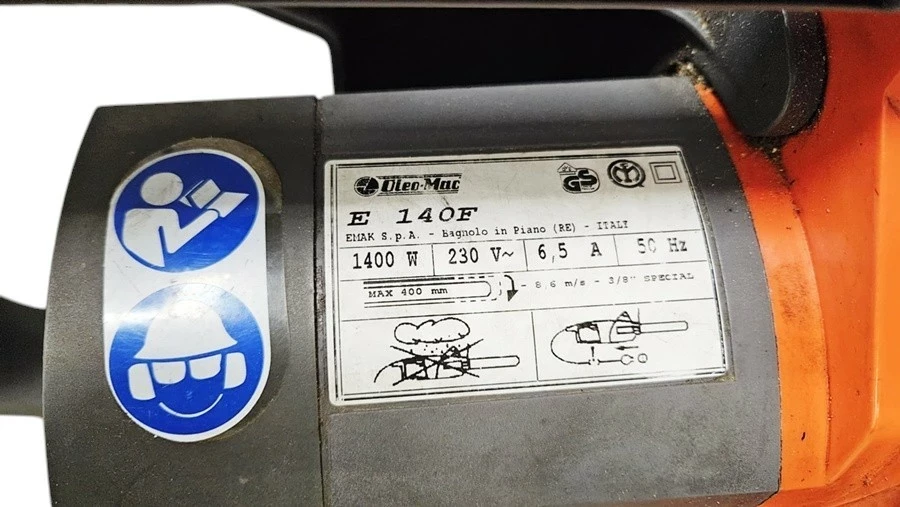 Oleo-Mac
GS
E 140F
EMAK S.p.A. - Bagnolo in Piano (RE) - ITALY
1400 W 230 V~ 6,5 A 50 Hz
MAX 400 mm - 8,6 m/s - 3/8" SPECIAL